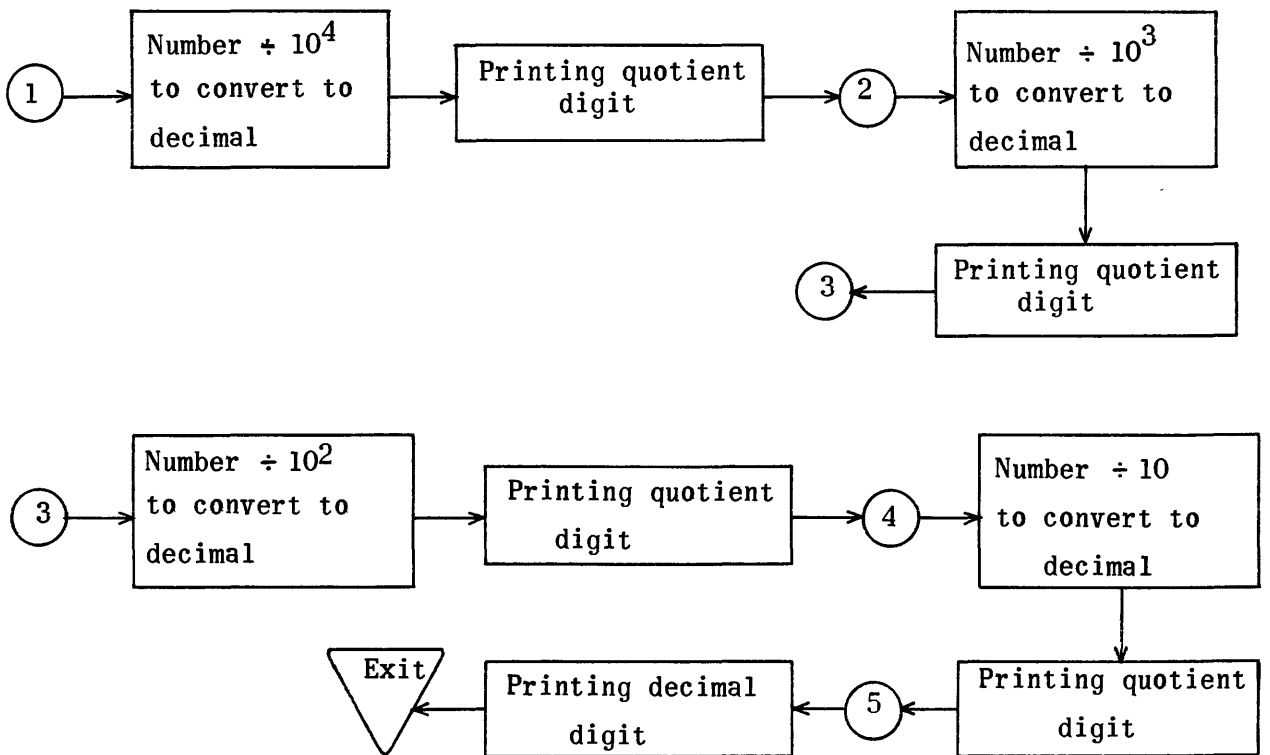 1
Number ÷ 10^4
to convert to
decimal
Printing quotient
digit
2
Number ÷ 10^3
to convert to
decimal
Printing quotient
digit
3
3
Number ÷ 10^2
to convert to
decimal
Printing quotient
digit
4
Number ÷ 10
to convert to
decimal
Printing quotient
digit
5
Printing decimal
digit
Exit